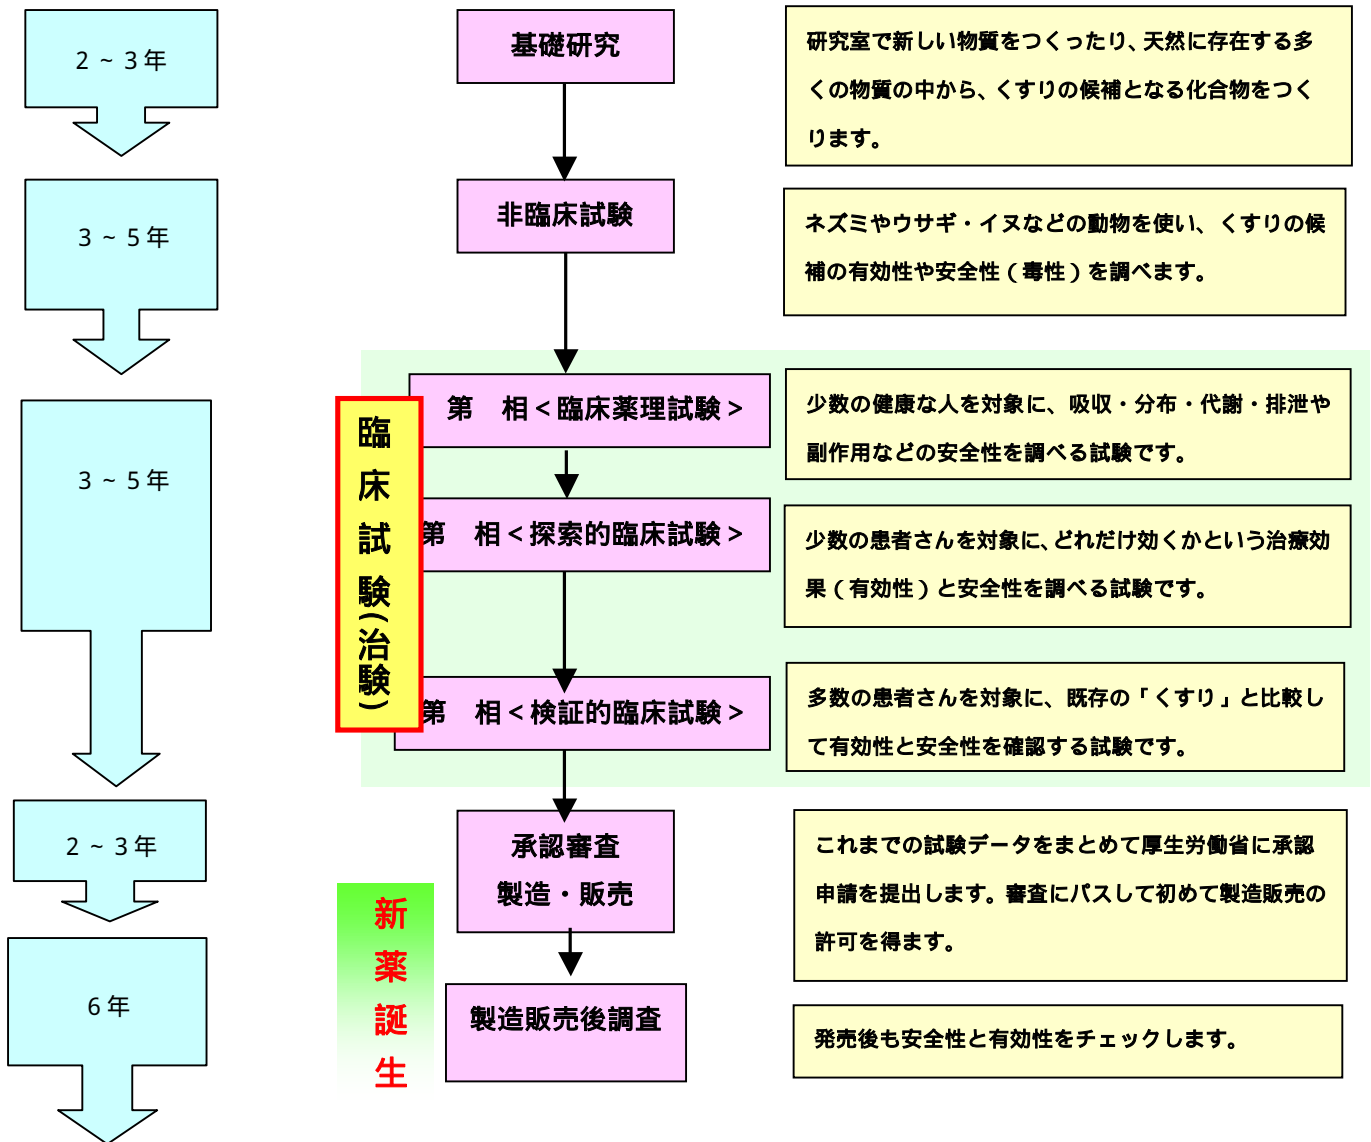 2 ~ 3 年
基礎研究
研究室で新しい物質をつくったり、天然に存在する多
くの物質の中から、くすりの候補となる化合物をつく
ります。
3 ~ 5 年
非臨床試験
ネズミやウサギ・イヌなどの動物を使い、くすりの候
補の有効性や安全性(毒性)を調べます。
3 ~ 5 年
臨床試験(治験)
第　相<臨床薬理試験>
少数の健康な人を対象に、吸収・分布・代謝・排泄や
副作用などの安全性を調べる試験です。
第　相<探索的臨床試験>
少数の患者さんを対象に、どれだけ効くかという治療効
果(有効性)と安全性を調べる試験です。
第　相<検証的臨床試験>
多数の患者さんを対象に、既存の「くすり」と比較し
て有効性と安全性を確認する試験です。
2 ~ 3 年
承認審査
製造・販売
これまでの試験データをまとめて厚生労働省に承認
申請を提出します。審査にパスして初めて製造販売の
許可を得ます。
新薬誕生
6 年
製造販売後調査
発売後も安全性と有効性をチェックします。